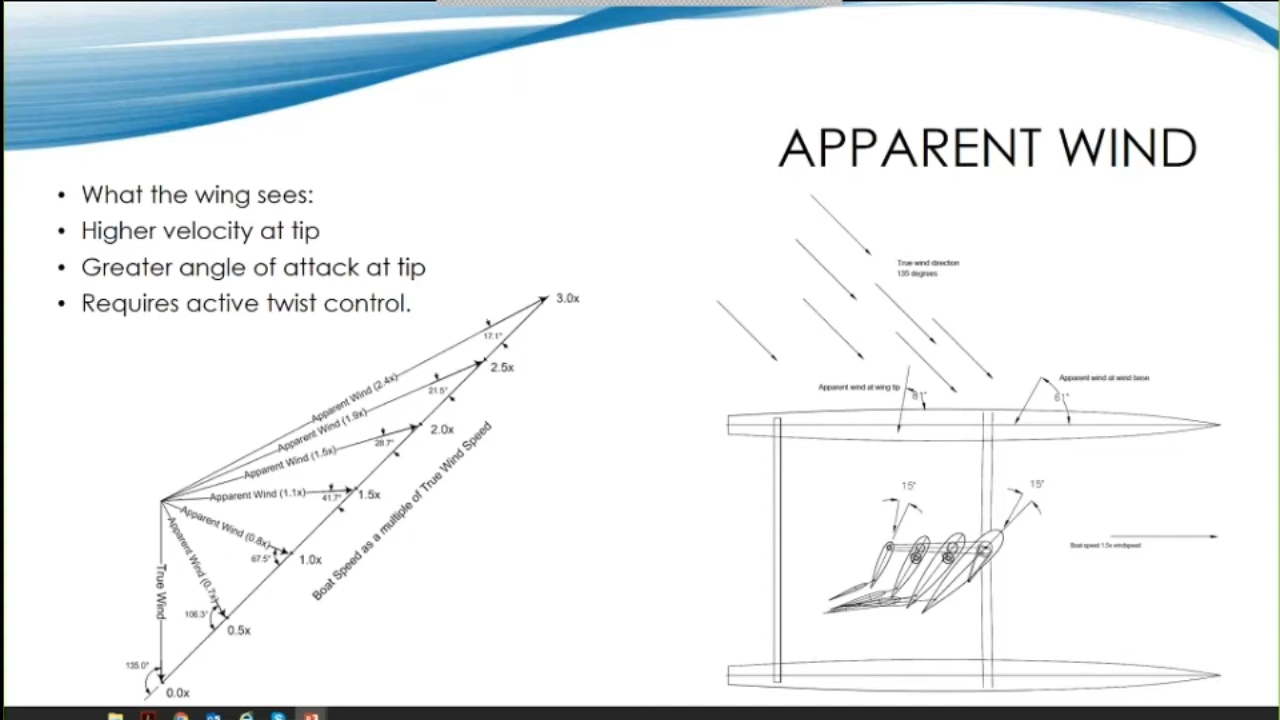 APPARENT WIND
• What the wing sees:
• Higher velocity at tip
• Greater angle of attack at tip
• Requires active twist control.
3.0x
17.1°
2.5x
Apparent Wind (2.4x)
21.5°
Apparent Wind (1.9x)
2.0x
28.7°
Apparent Wind (1.5x)
Apparent Wind (1.1x)
41.7°
1.5x
Apparent Wind (0.8x)
67.5°
1.0x
Apparent Wind (0.7x)
106.3°
0.5x
True Wind
135.0°
0.0x
Boat Speed as a multiple of True Wind Speed
True wind direction
135 degrees
Apparent wind at wing tip
81°
Apparent wind at wind base
61°
15°
15°
Boat speed 1.5x windspeed